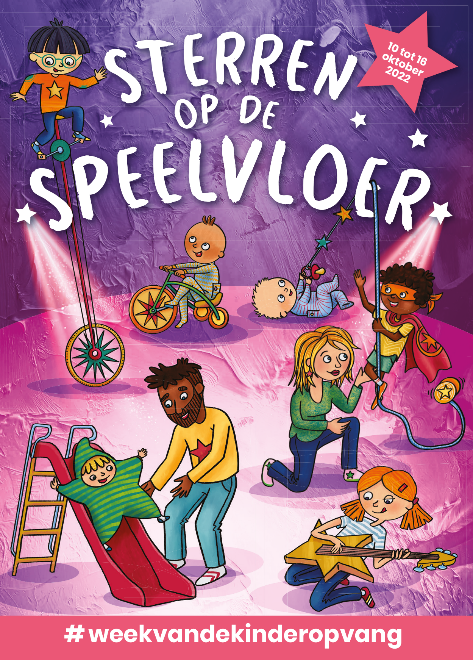 STERREN
OP DE
SPEELVLOER
10 tot 16
oktober
2022
#weekvandekinderopvang